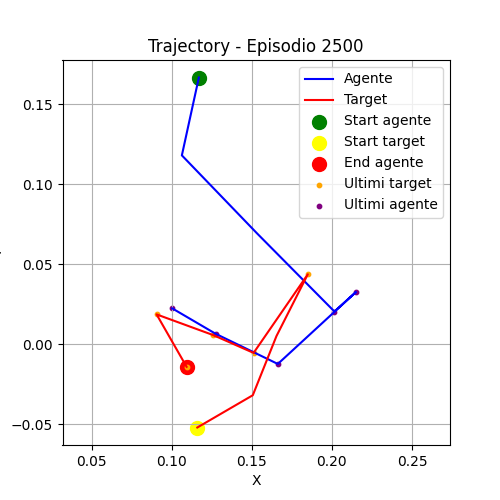 Trajectory - Episodio 2500
Agente
Target
Start agente
Start target
End agente
Ultimi target
Ultimi agente
0.15
0.10
0.05
0.00
−0.05
0.05
0.10
0.15
0.20
0.25
X